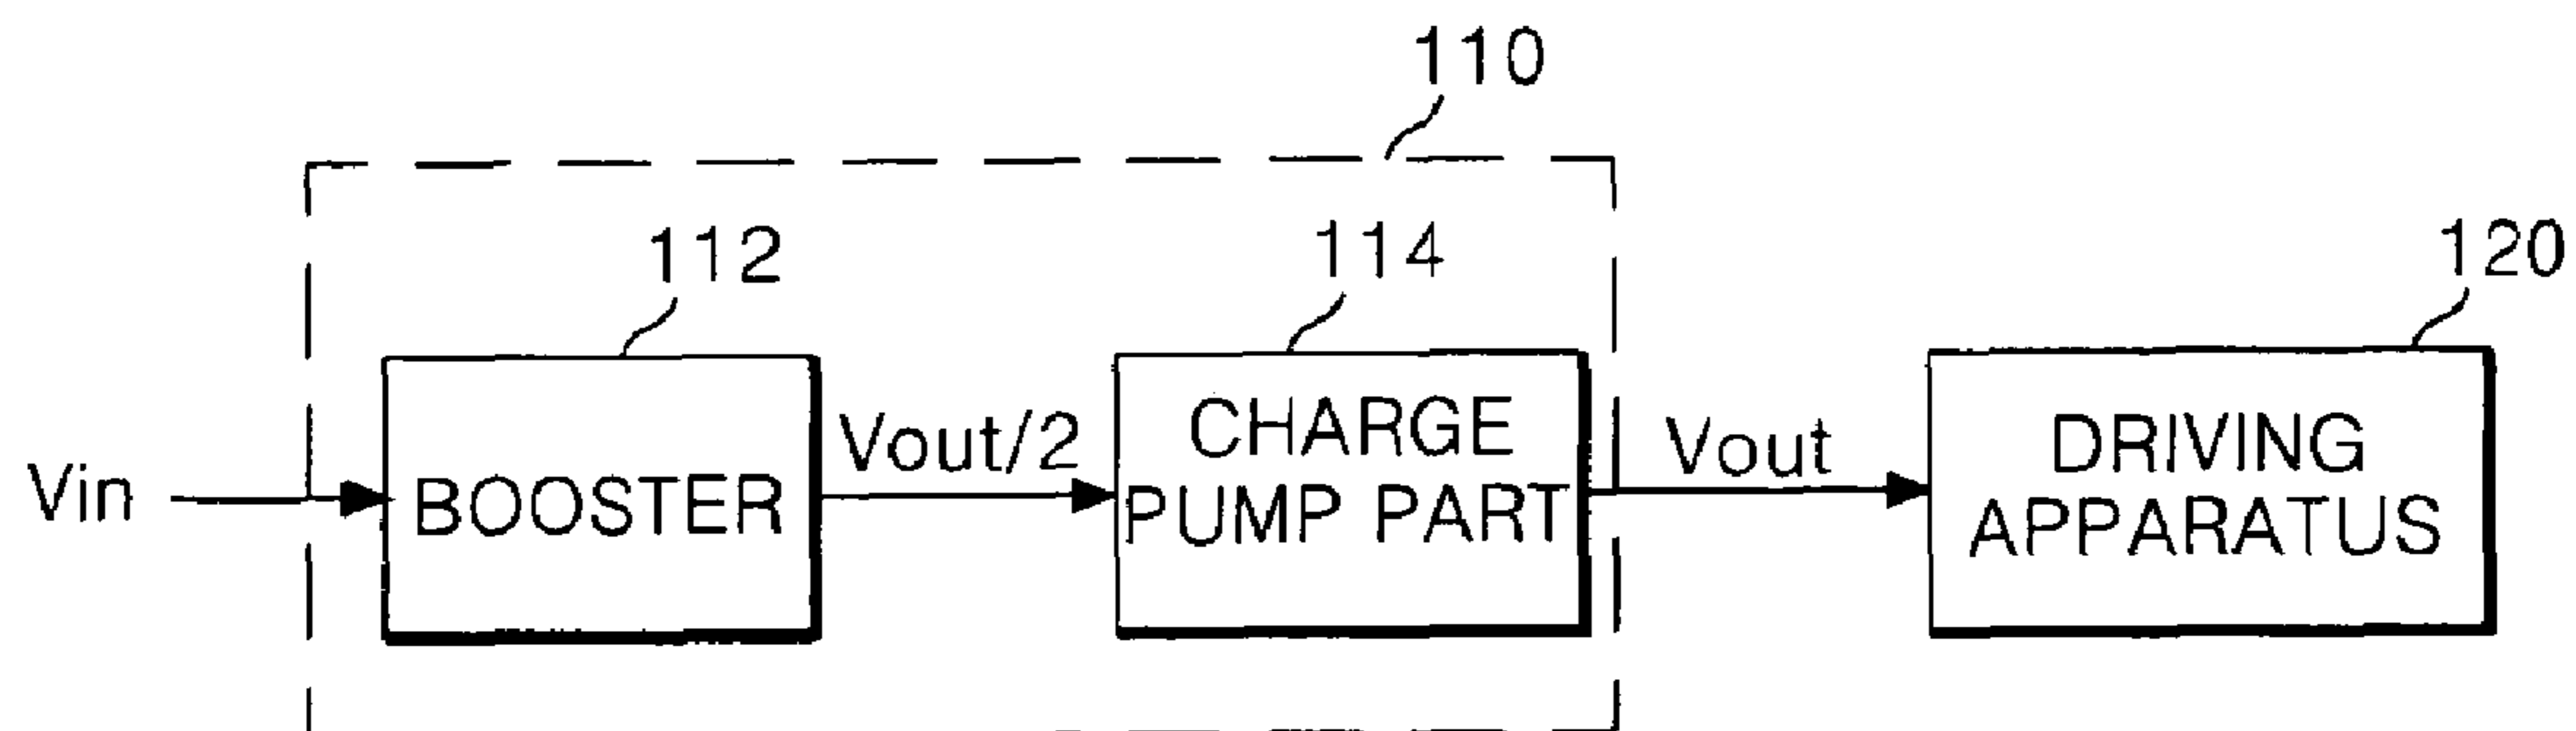 110
112
114
120
Vin
BOOSTER
Vout/2
CHARGE
PUMP PART
Vout
DRIVING
APPARATUS